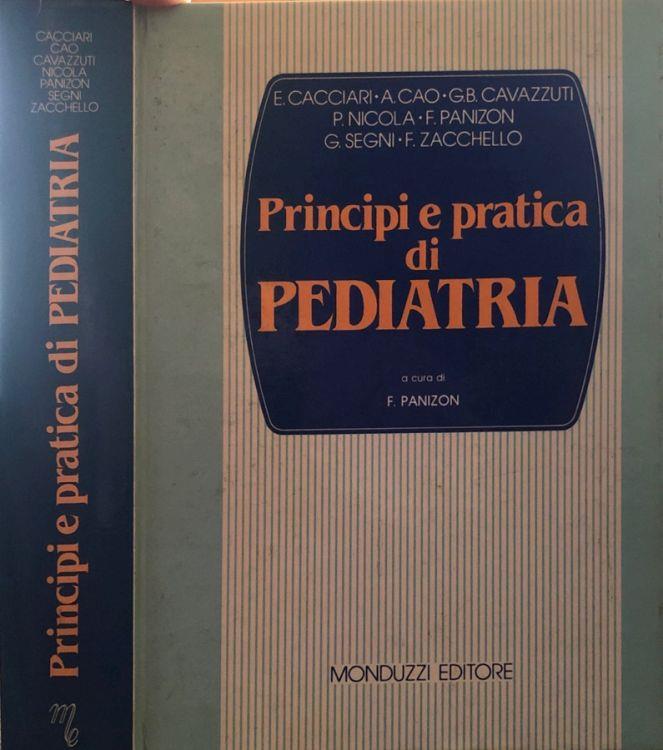 CACCIARI
CAO
CAVAZZUTI
NICOLA
PANIZON
SEGNI
ZACCHELLO
Principi e pratica di PEDIATRIA
E. CACCIARI • A. CAO • G.B. CAVAZZUTI
P. NICOLA • F. PANIZON
G. SEGNI • F. ZACCHELLO
Principi e pratica
di
PEDIATRIA
a cura di
F. PANIZON
MONDUZZI EDITORE